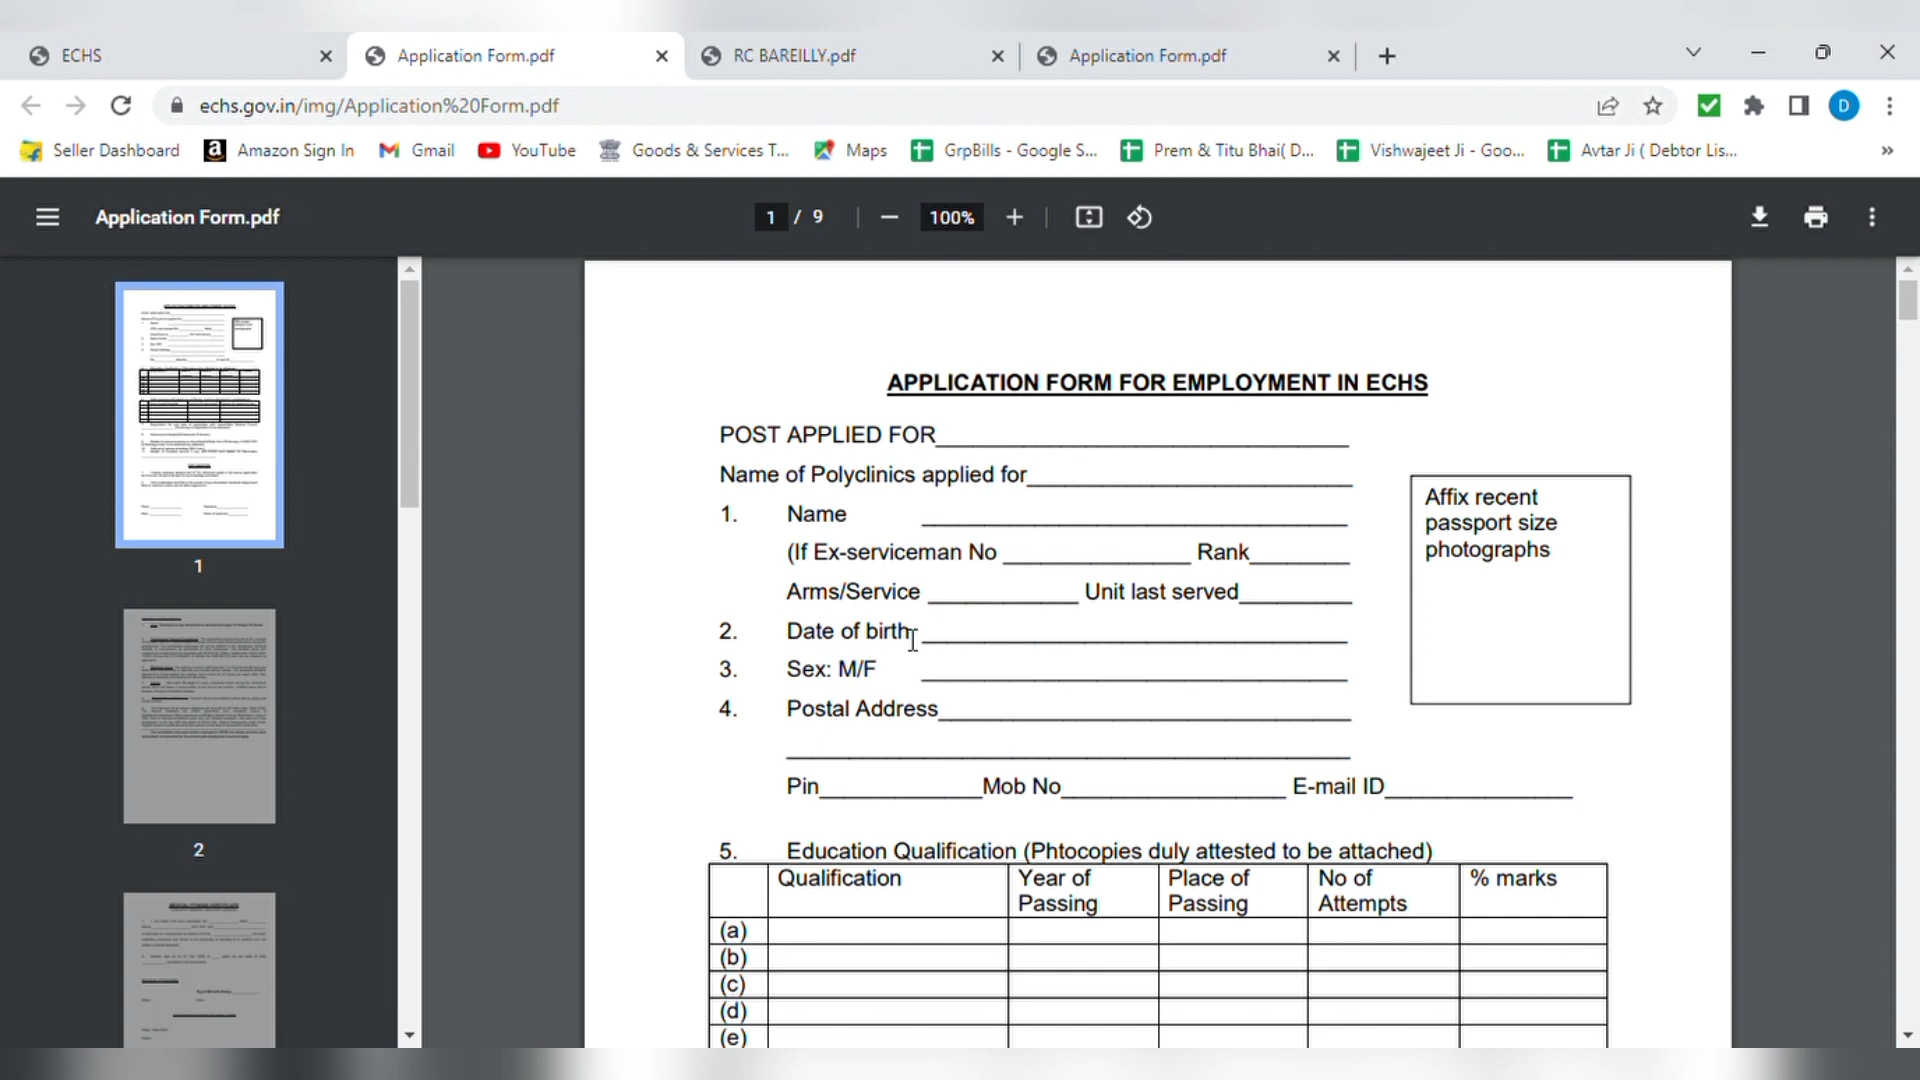 ECHS
Application Form.pdf
RC BAREILLY.pdf
Application Form.pdf
echs.gov.in/img/Application%20Form.pdf
D
Seller Dashboard
Amazon Sign In
Gmail
YouTube
Goods & Services T...
Maps
GrpBills - Google S...
Prem & Titu Bhai( D...
Vishwajeet Ji - Goo...
Avtar Ji ( Debtor Lis...
Application Form.pdf
1 / 9
100%
1
2
APPLICATION FORM FOR EMPLOYMENT IN ECHS
POST APPLIED FOR
Name of Polyclinics applied for
Affix recent
passport size
photographs
1. Name
(If Ex-serviceman No Rank
Arms/Service Unit last served
2. Date of birth
3. Sex: M/F
4. Postal Address
Pin Mob No E-mail ID
5. Education Qualification (Phtocopies duly attested to be attached)
Qualification
Year of Passing
Place of Passing
No of Attempts
% marks
(a)
(b)
(c)
(d)
(e)